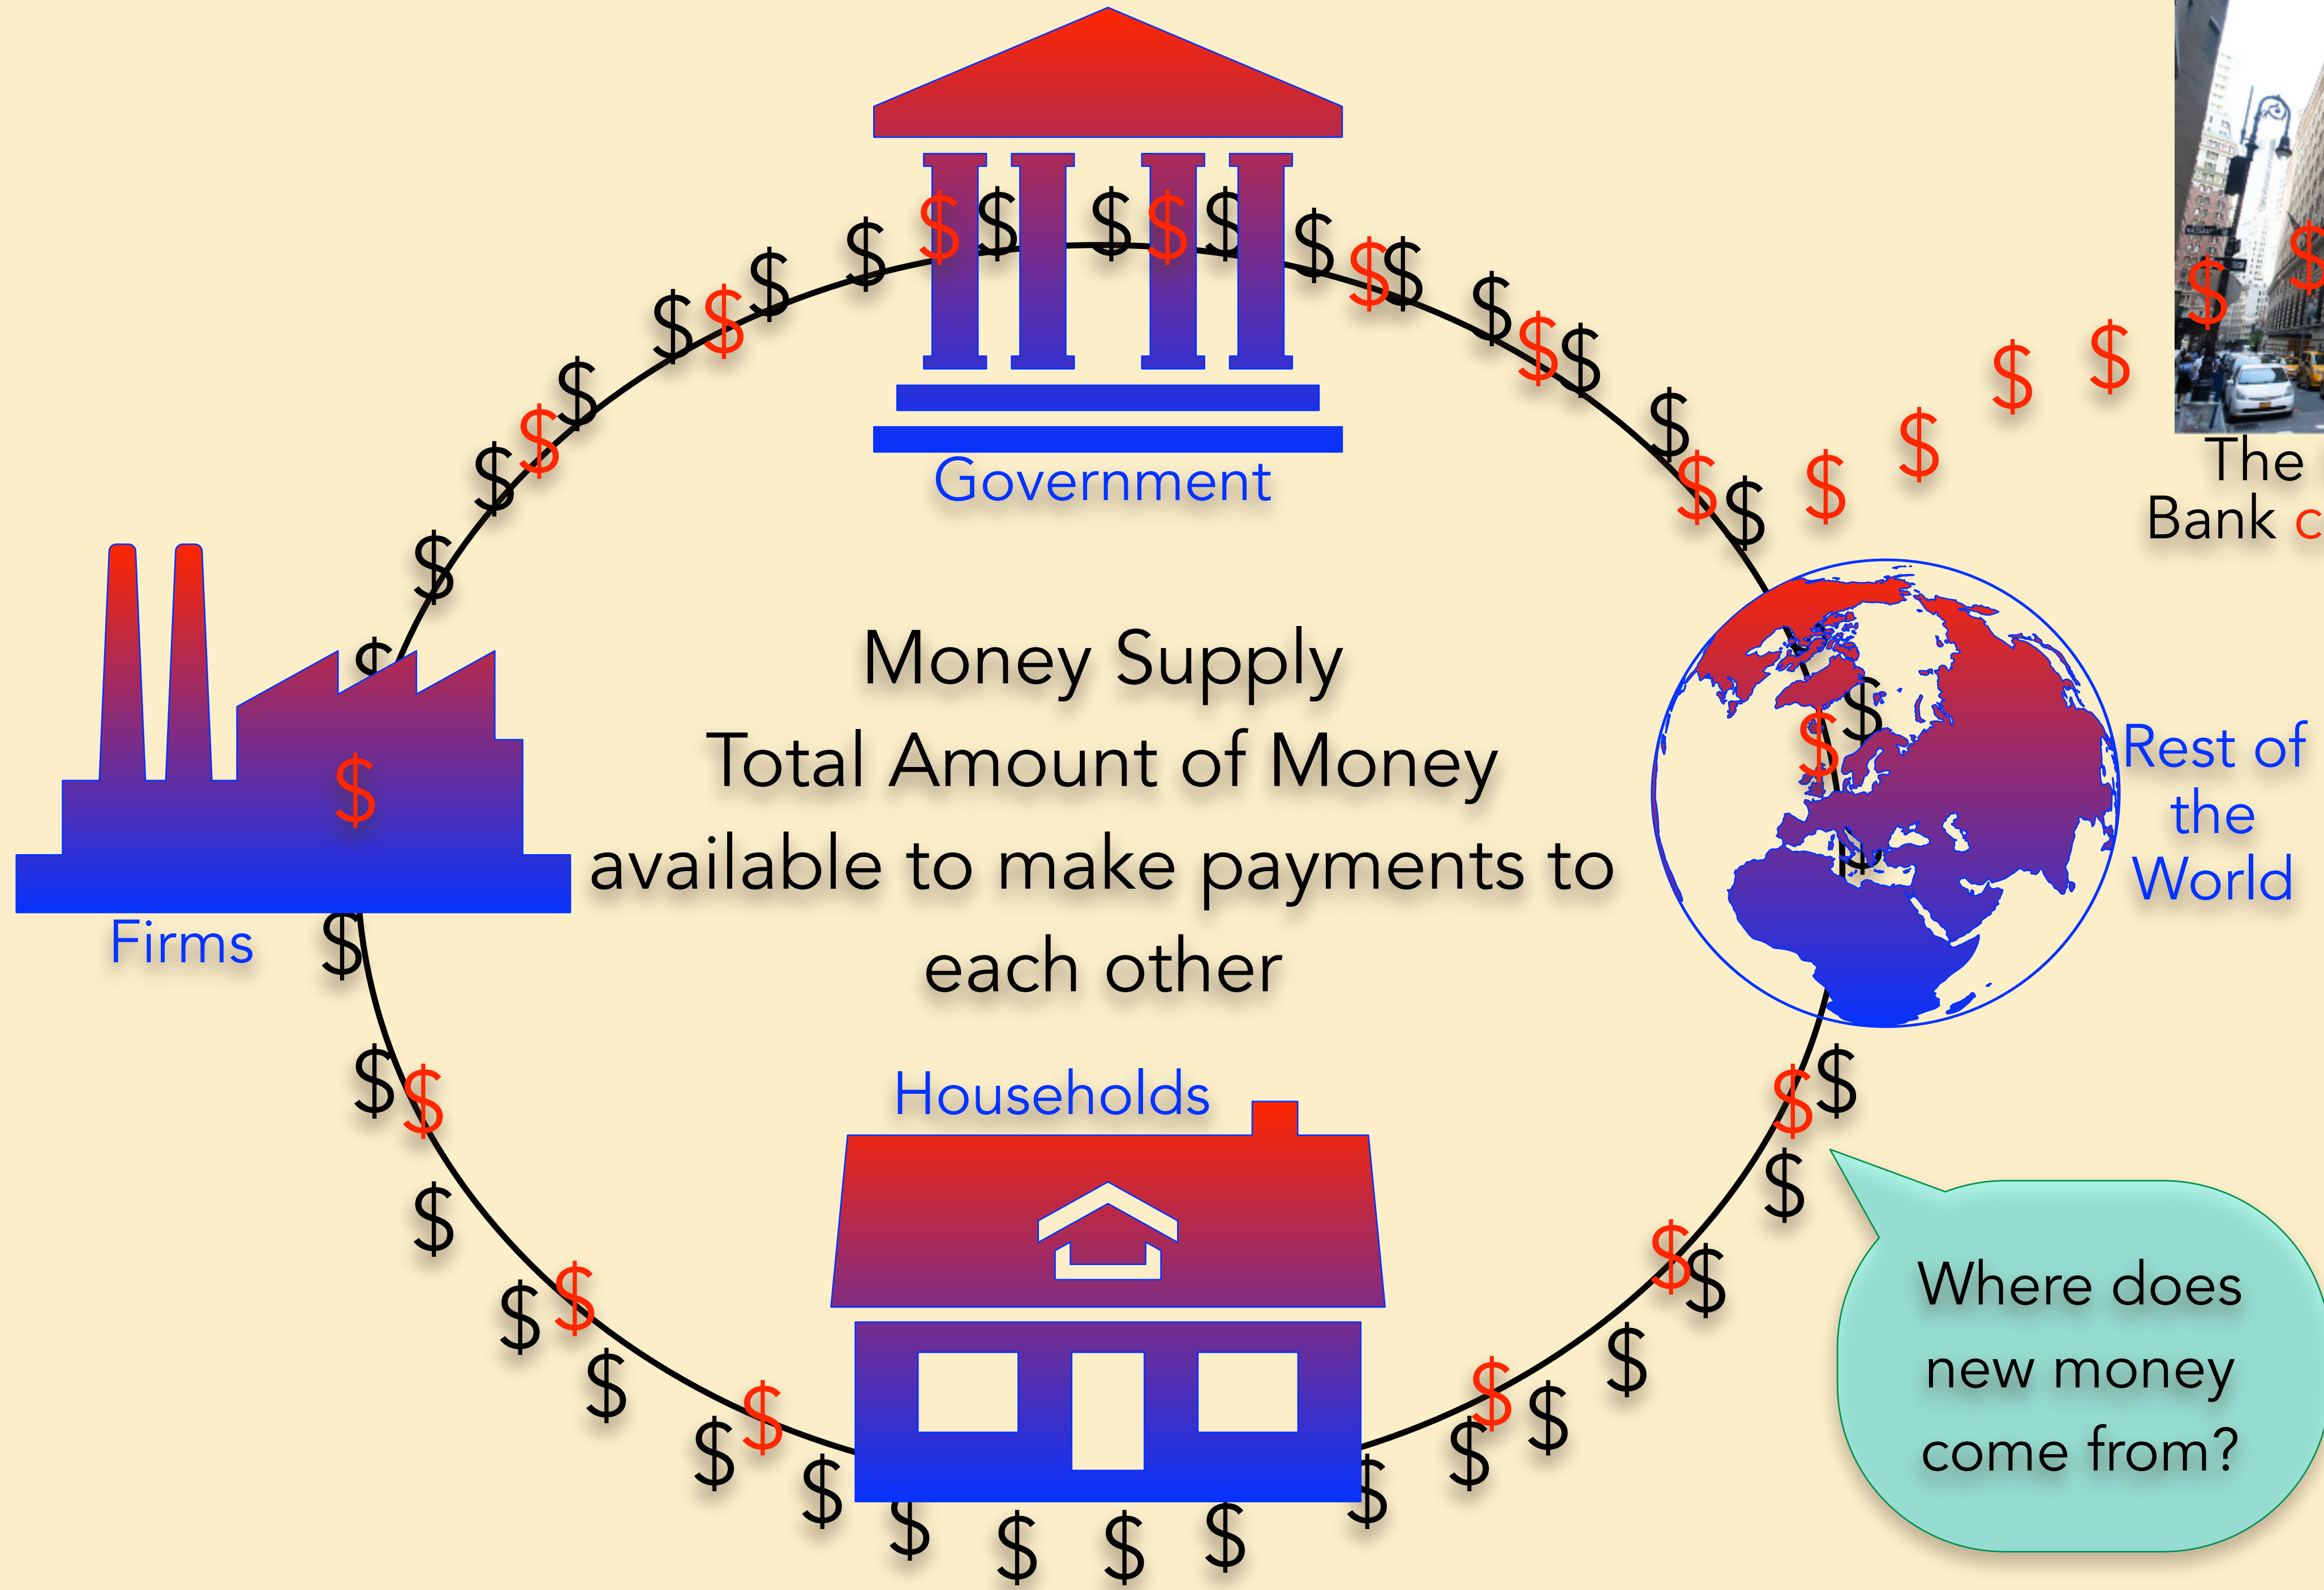 Government
Money Supply
Total Amount of Money
available to make payments to
each other
Firms
Households
Rest of
the
World
The
Bank
Where does
new money
come from?